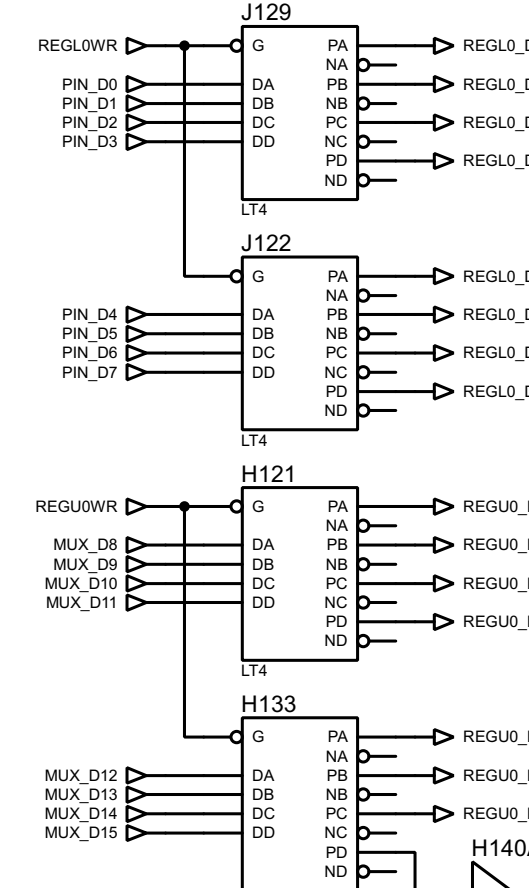 J129
REGL0WR G PA REGL0_D
NA
PIN_D0 DA PB REGL0_D
PIN_D1 DB NB
PIN_D2 DC PC REGL0_D
PIN_D3 DD NC
PD REGL0_D
ND
LT4
J122
G PA REGL0_D
NA
PIN_D4 DA PB REGL0_D
PIN_D5 DB NB
PIN_D6 DC PC REGL0_D
PIN_D7 DD NC
PD REGL0_D
ND
LT4
H121
REGU0WR G PA REGU0_
NA
MUX_D8 DA PB REGU0_
MUX_D9 DB NB
MUX_D10 DC PC REGU0_
MUX_D11 DD NC
PD REGU0_
ND
LT4
H133
G PA REGU0_
NA
MUX_D12 DA PB REGU0_
MUX_D13 DB NB
MUX_D14 DC PC REGU0_
MUX_D15 DD NC
PD
ND
H140A